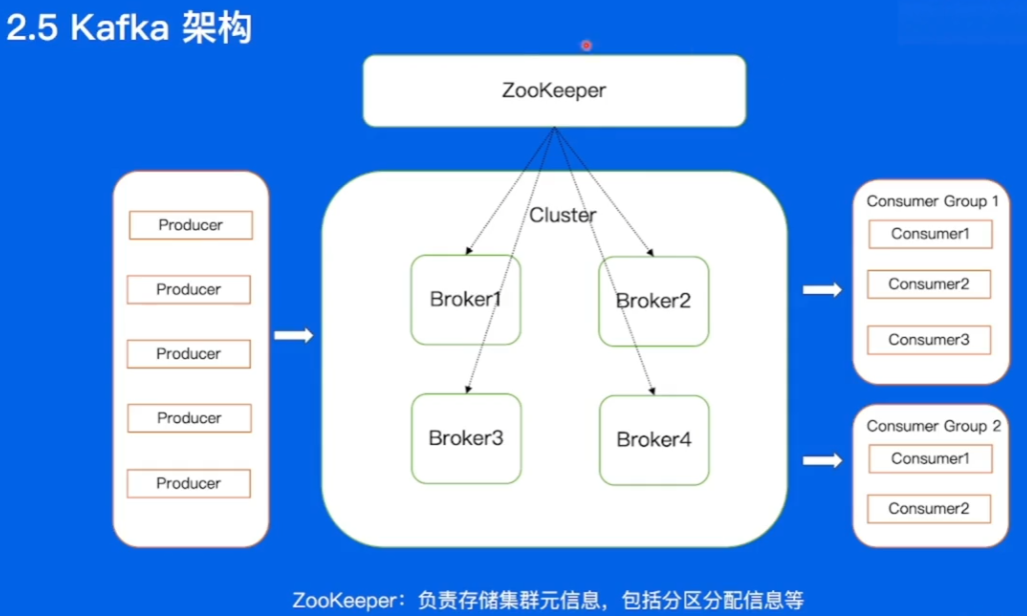 2.5 Kafka 架构
ZooKeeper
Producer
Producer
Producer
Producer
Producer
Cluster
Broker1
Broker2
Broker3
Broker4
Consumer Group 1
Consumer1
Consumer2
Consumer3
Consumer Group 2
Consumer1
Consumer2
ZooKeeper：负责存储集群元信息，包括分区分配信息等